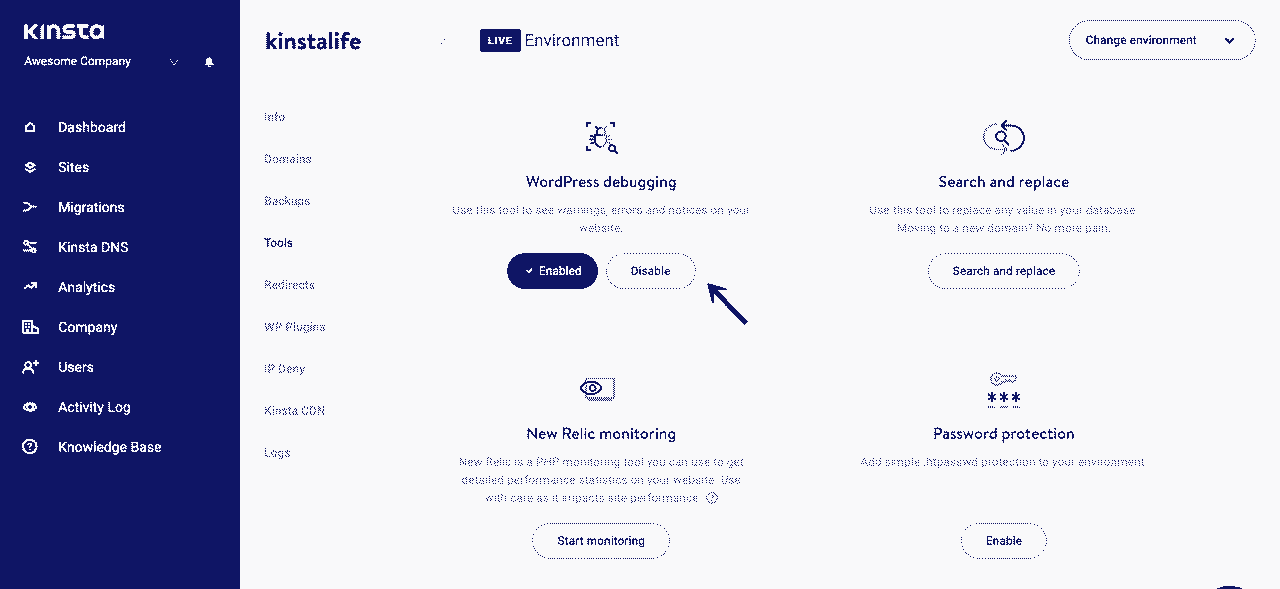 KINSTA
Awesome Company
Dashboard
Sites
Migrations
Kinsta DNS
Analytics
Company
Users
Activity Log
Knowledge Base
kinstalife
LIVE Environment
Change environment
Info
Domains
Backups
Tools
Redirects
WP Plugins
IP Deny
Kinsta CDN
Logs
WordPress debugging
Use this tool to see warnings, errors and notices on your
website.
Enabled
Disable
Search and replace
Use this tool to replace any value in your database.
Moving to a new domain? No more pain.
Search and replace
New Relic monitoring
New Relic is a PHP monitoring tool you can use to get
detailed performance statistics on your website. Use
with care as it impacts site performance.
Start monitoring
Password protection
***
Add simple .htpasswd protection to your environment
Enable